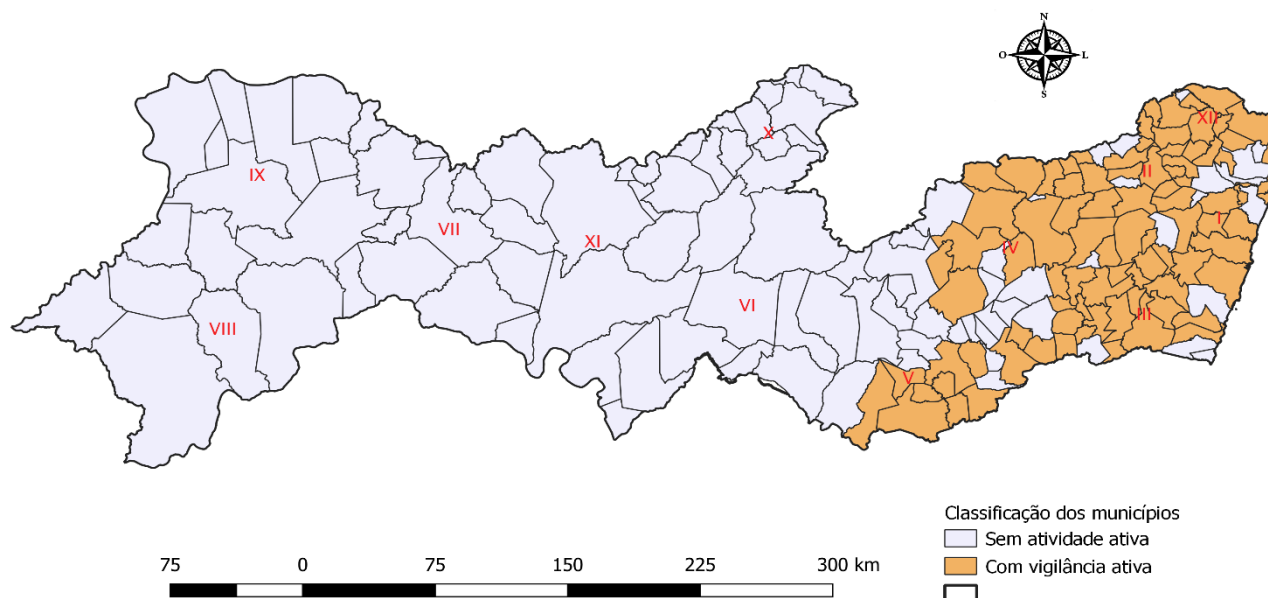 N
O L
S
XII
X
II
IX
I
VII
XI
IV
VI
III
VIII
V
Classificação dos municípios
Sem atividade ativa
Com vigilância ativa
75 0 75 150 225 300 km